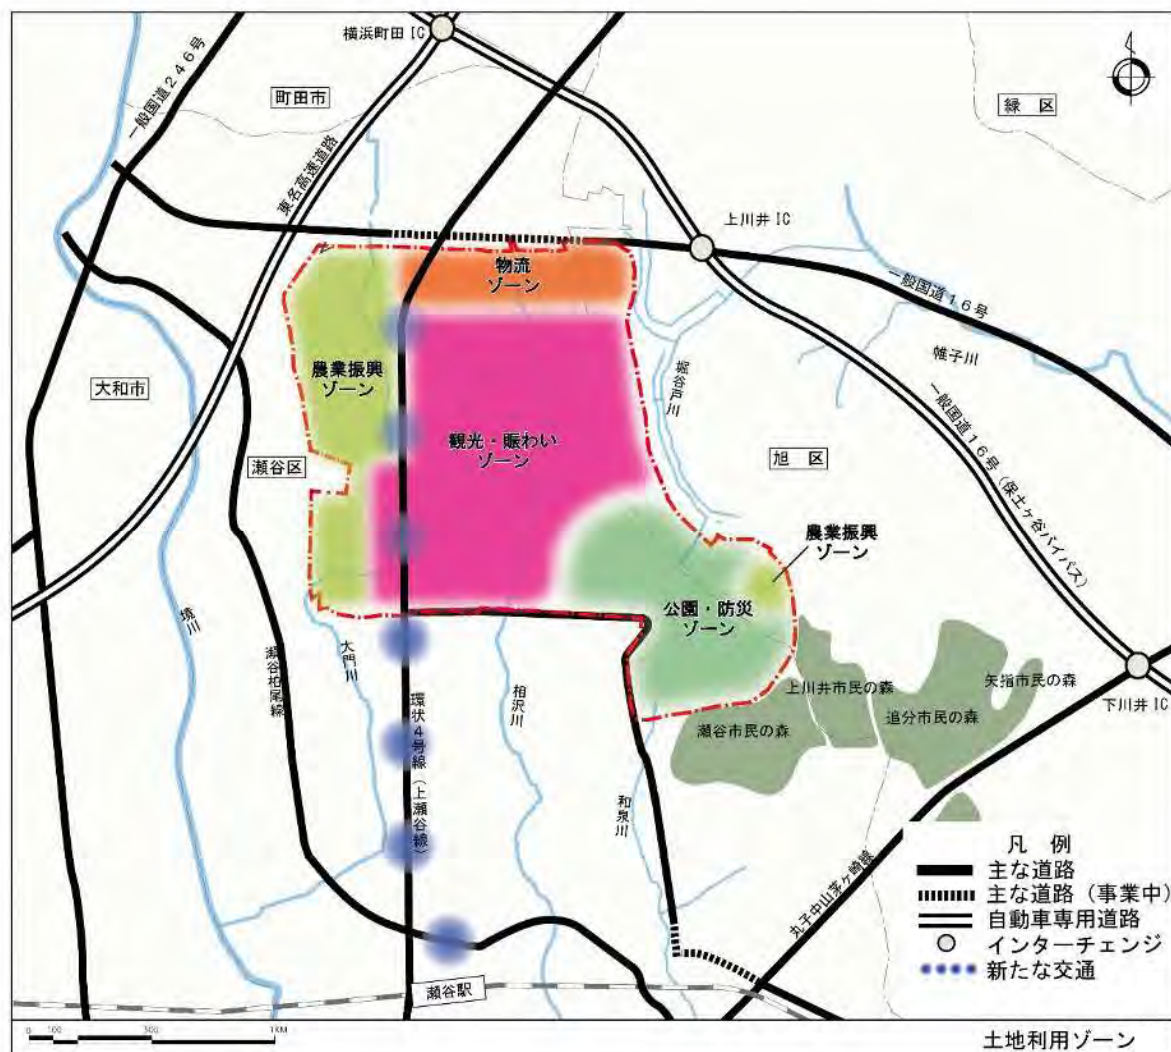 横浜町田 IC
一般国道２４６号
町田市
緑　区
東名高速道路
上川井 IC
物流
ゾーン
一般国道１６号
帷子川
農業振興
ゾーン
大和市
堀谷戸川
観光・賑わい
ゾーン
瀬谷区
旭　区
一般国道１６号（保土ヶ谷バイパス）
農業振興
ゾーン
公園・防災
ゾーン
境川
瀬谷柏尾線
大門川
環状４号線（上瀬谷線）
相沢川
和泉川
上川井市民の森
矢指市民の森
追分市民の森
瀬谷市民の森
下川井 IC
丸子中山茅ヶ崎線
瀬谷駅
凡　例
主な道路
主な道路（事業中）
自動車専用道路
インターチェンジ
新たな交通
0 100 500 1KM
土地利用ゾーン